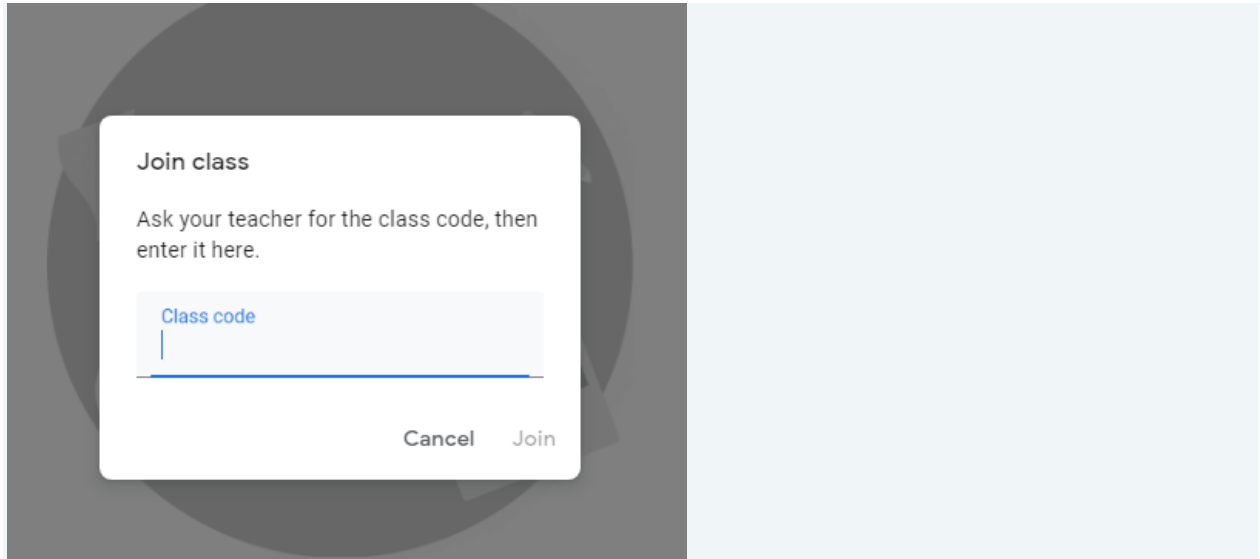 Join class
Ask your teacher for the class code, then
enter it here.
Class code
Cancel Join